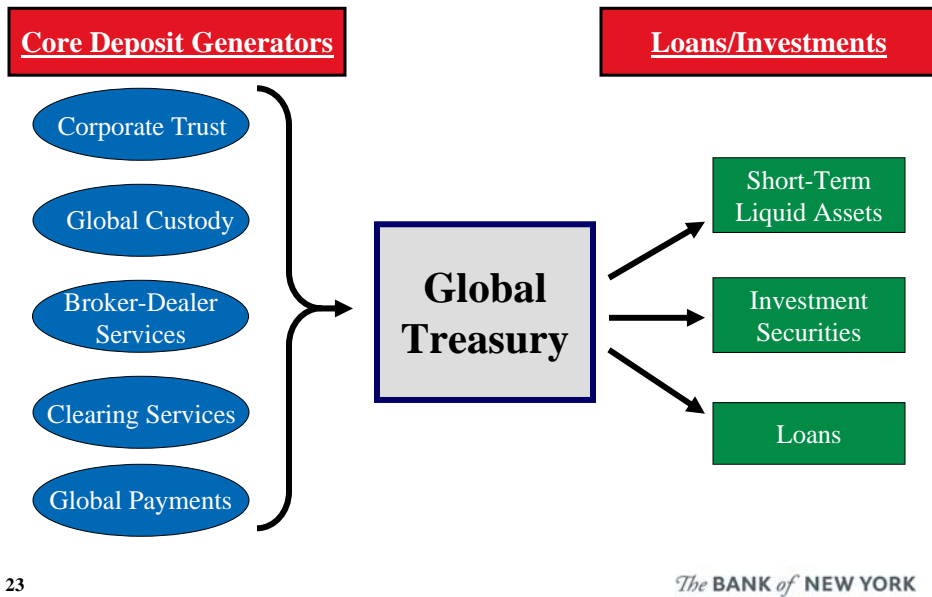 Core Deposit Generators
Loans/Investments
Corporate Trust
Global Custody
Broker-Dealer
Services
Clearing Services
Global Payments
Global
Treasury
Short-Term
Liquid Assets
Investment
Securities
Loans
23
The BANK of NEW YORK